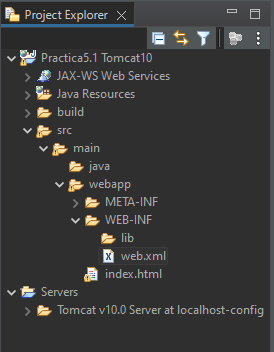 Project Explorer
Practica5.1 Tomcat10
JAX-WS Web Services
Java Resources
build
src
main
java
webapp
META-INF
WEB-INF
lib
web.xml
index.html
Servers
Tomcat v10.0 Server at localhost-config